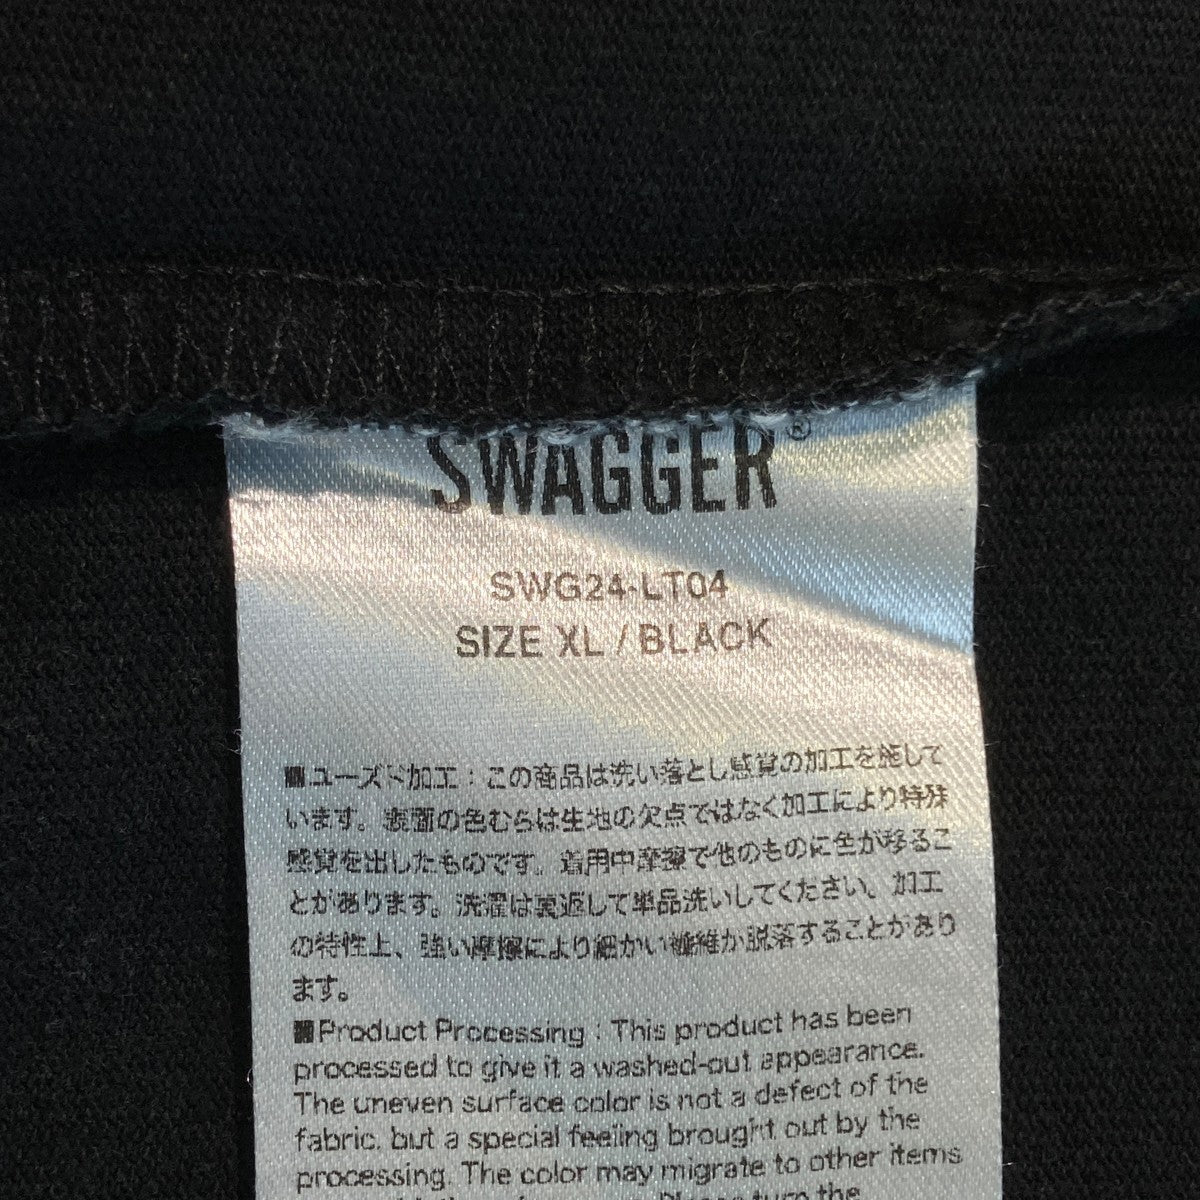 SWAGGER®
SWG24-LT04
SIZE XL / BLACK
■ユーズド加工：この商品は洗い落とし感覚の加工を施して
います。表面の色むらは生地の欠点ではなく加工により特殊
感覚を出したものです。着用中摩擦で他のものに色が移るこ
とがあります。洗濯は裏返して単品洗いしてください。加工
の特性上、強い摩擦により細かい繊維が脱落することがあり
ます。
■Product Processing : This product has been
processed to give it a washed-out appearance.
The uneven surface color is not a defect of the
fabric, but a special feeling brought out by the
processing. The color may migrate to other items
Please turn the